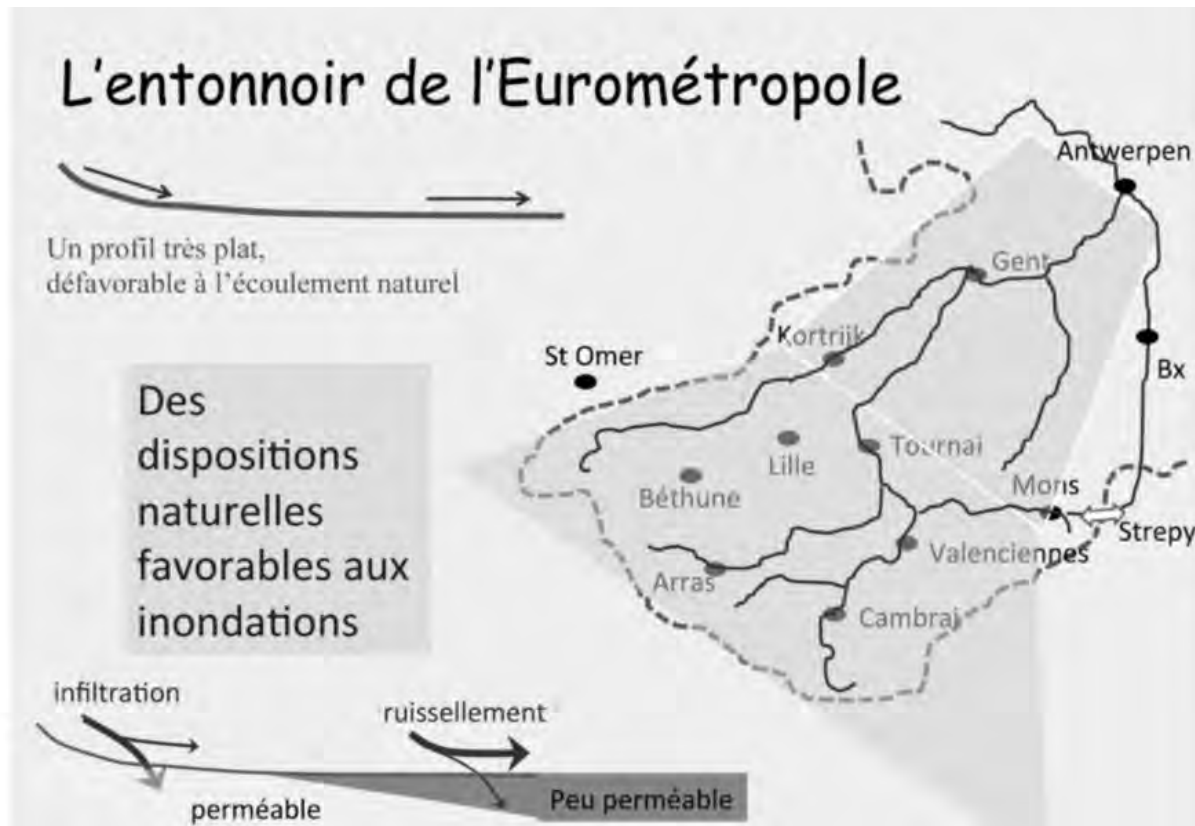 L'entonnoir de l'Eurométropole
Un profil très plat,
défavorable à l'écoulement naturel
Des
dispositions
naturelles
favorables aux
inondations
Antwerpen
Gent
Kortrijk
St Omer
Bx
Lille
Tournai
Béthune
Mons
Strepy
Valenciennes
Arras
Cambrai
infiltration
ruissellement
perméable
Peu perméable